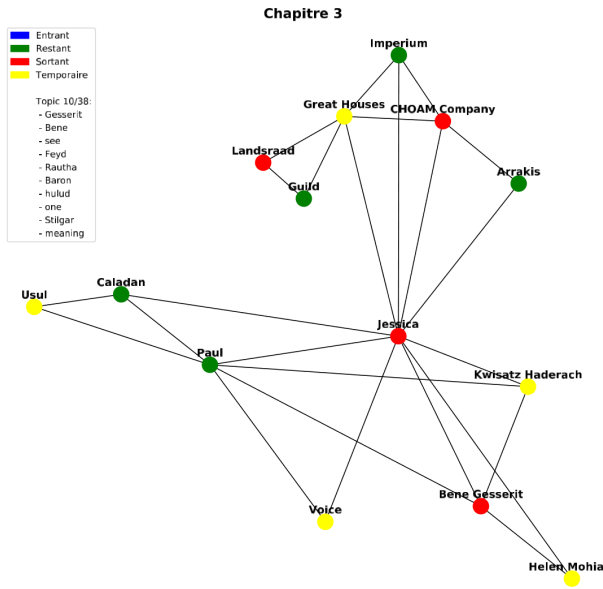 Chapitre 3
Entrant
Restant
Sortant
Temporaire
Topic 10/38:
- Gesserit
- Bene
- see
- Feyd
- Rautha
- Baron
- hulud
- one
- Stilgar
- meaning
Imperium
Great Houses
CHOAM Company
Landsraad
Guild
Arrakis
Caladan
Usul
Jessica
Paul
Kwisatz Haderach
Bene Gesserit
Voice
Helen Mohia